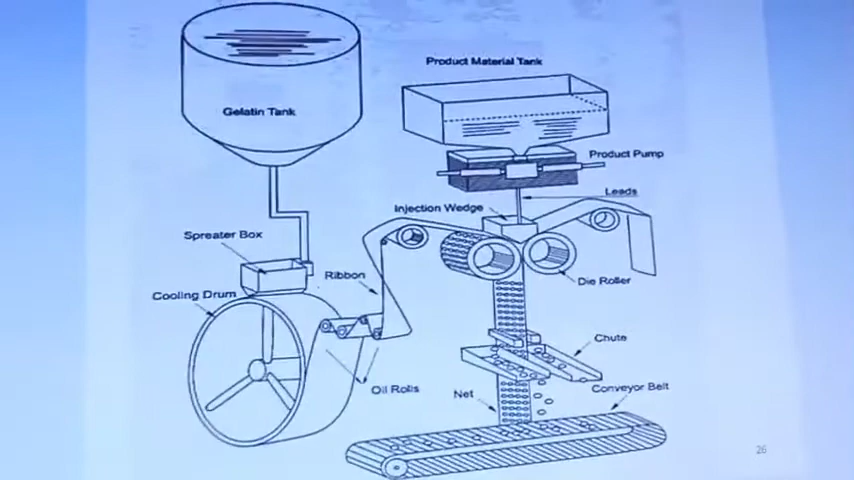 Product Material Tank
Gelatin Tank
Product Pump
Leads
Injection Wedge
Spreater Box
Ribbon
Die Roller
Cooling Drum
Chute
Oil Rolls
Net
Conveyor Belt
26